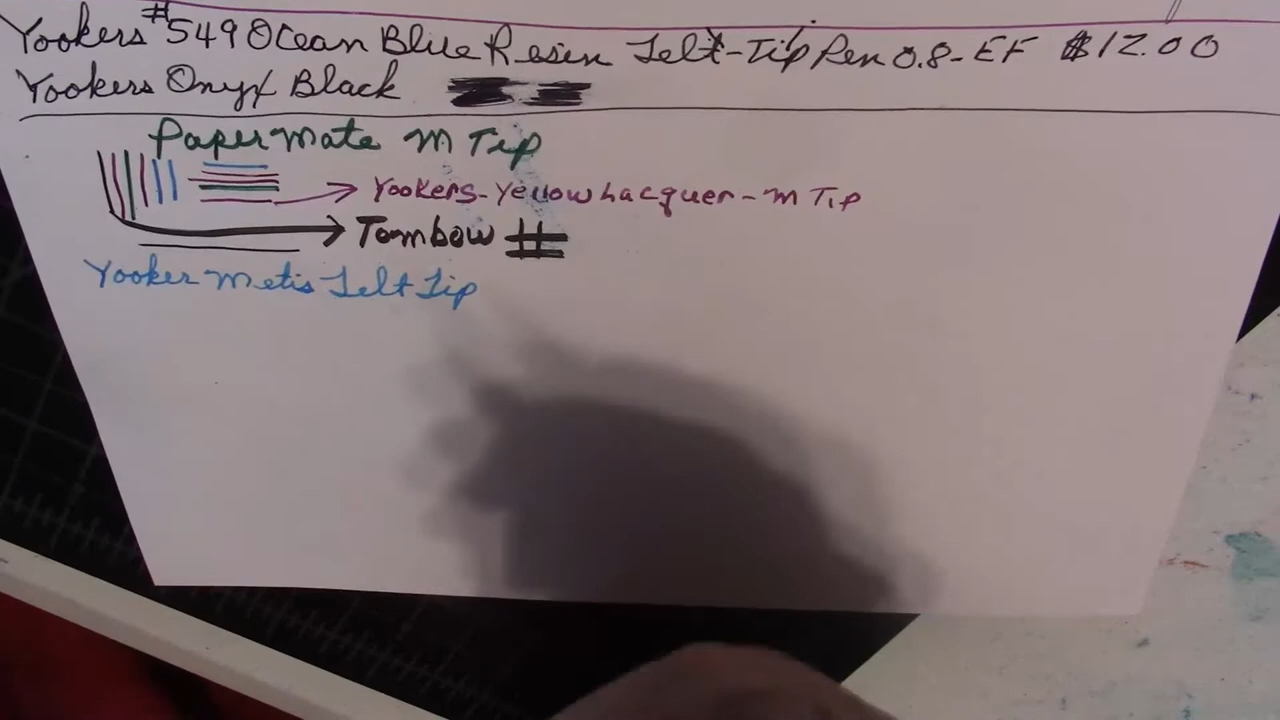 Yookers #549 Ocean Blue Resin Felt-Tip Pen 0.8-EF $12.00
Yookers Onyx Black
PaperMate M Tip
Yookers-Yellow Lacquer-M Tip
Tombow
Yooker Metis Felt Tip